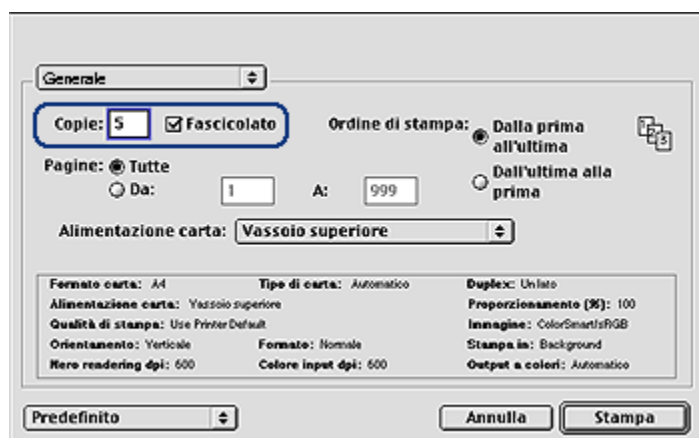 Generale
Copie: 5 Fascicolato Ordine di stampa: Dalla prima all'ultima
1 2 3
Pagine: Tutte Dall'ultima alla prima
Da: 1 A: 999
Alimentazione carta: Vassoio superiore
Formato carta: A4 Tipo di carta: Automatico Duplex: Un lato
Alimentazione carta: Vassoio superiore Proporzionamento (%): 100
Qualità di stampa: Use Printer Default Immagine: ColorSmart/sRGB
Orientamento: Verticale Formato: Normale Stampa in: Background
Nero rendering dpi: 600 Colore input dpi: 600 Output a colori: Automatico
Predefinito Annulla Stampa